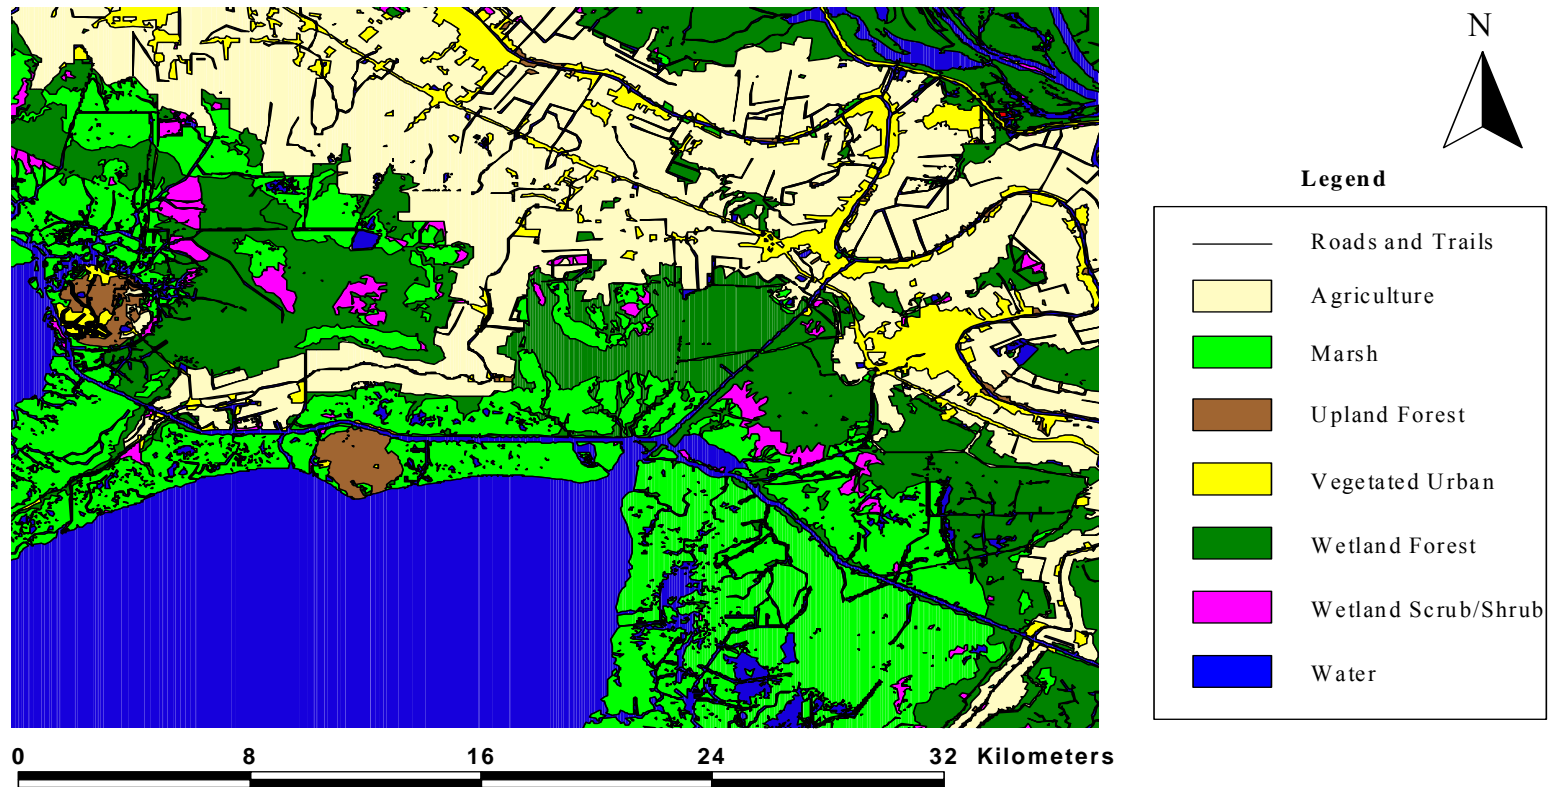 N
Legend
Roads and Trails
Agriculture
Marsh
Upland Forest
Vegetated Urban
Wetland Forest
Wetland Scrub/Shrub
Water
0 8 16 24 32 Kilometers